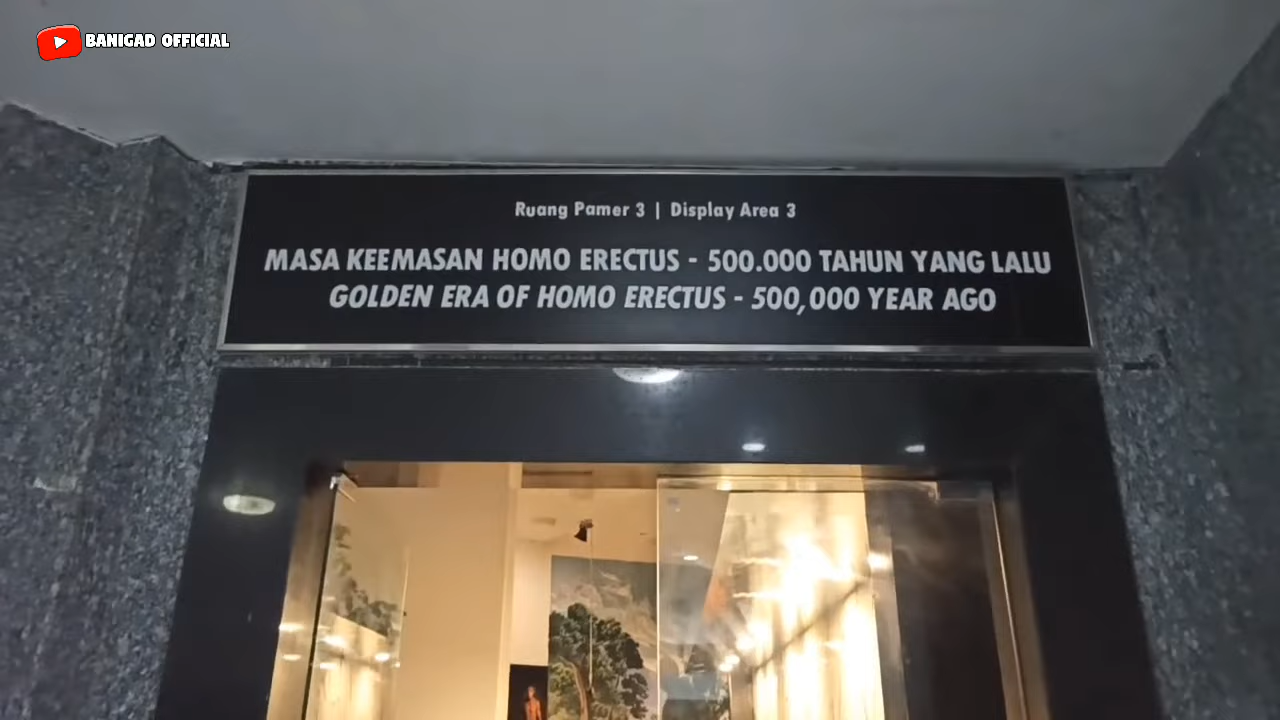 BANIGAD OFFICIAL
Ruang Pamer 3 | Display Area 3
MASA KEEMASAN HOMO ERECTUS - 500.000 TAHUN YANG LALU
GOLDEN ERA OF HOMO ERECTUS - 500,000 YEAR AGO